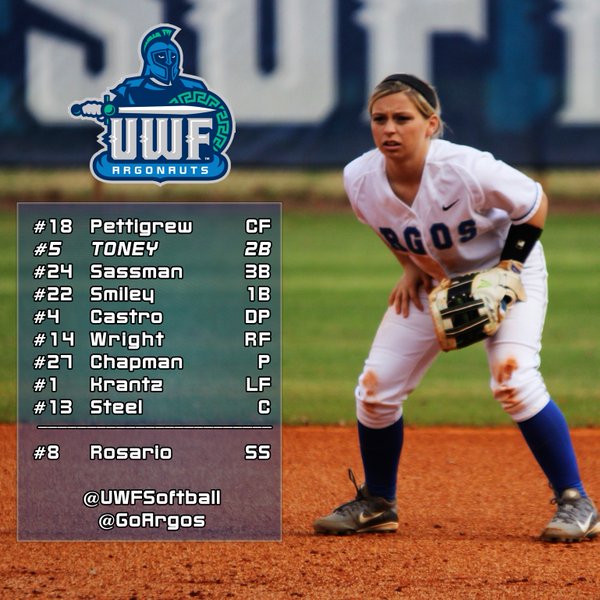 UWF
ARGONAUTS
#18 Pettigrew CF
#5 TONEY 2B
#24 Sassman 3B
#22 Smiley 1B
#4 Castro DP
#14 Wright RF
#27 Chapman P
#1 Krantz LF
#13 Steel C
#8 Rosario SS
@UWFSoftball
@GoArgos
RGOS